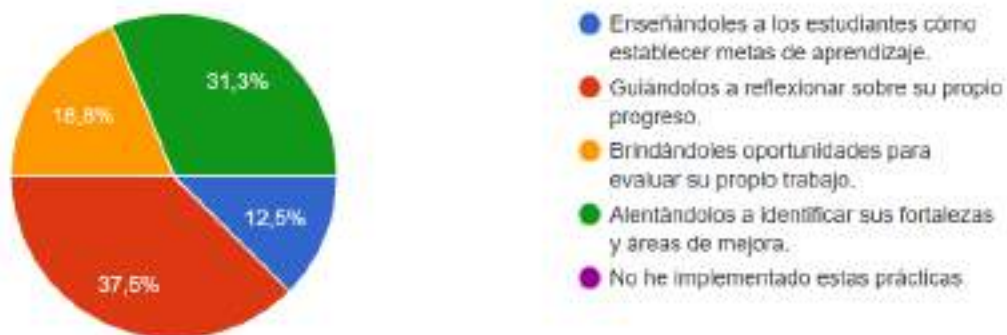 31,3%
18,8%
12,5%
37,5%
Enseñándoles a los estudiantes cómo
establecer metas de aprendizaje.
Guiándolos a reflexionar sobre su propio
progreso.
Brindándoles oportunidades para
evaluar su propio trabajo.
Alentándolos a identificar sus fortalezas
y áreas de mejora.
No he implementado estas prácticas